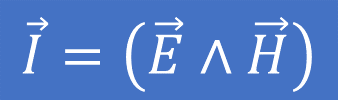 I⃗ = (E⃗ ∧ H⃗)